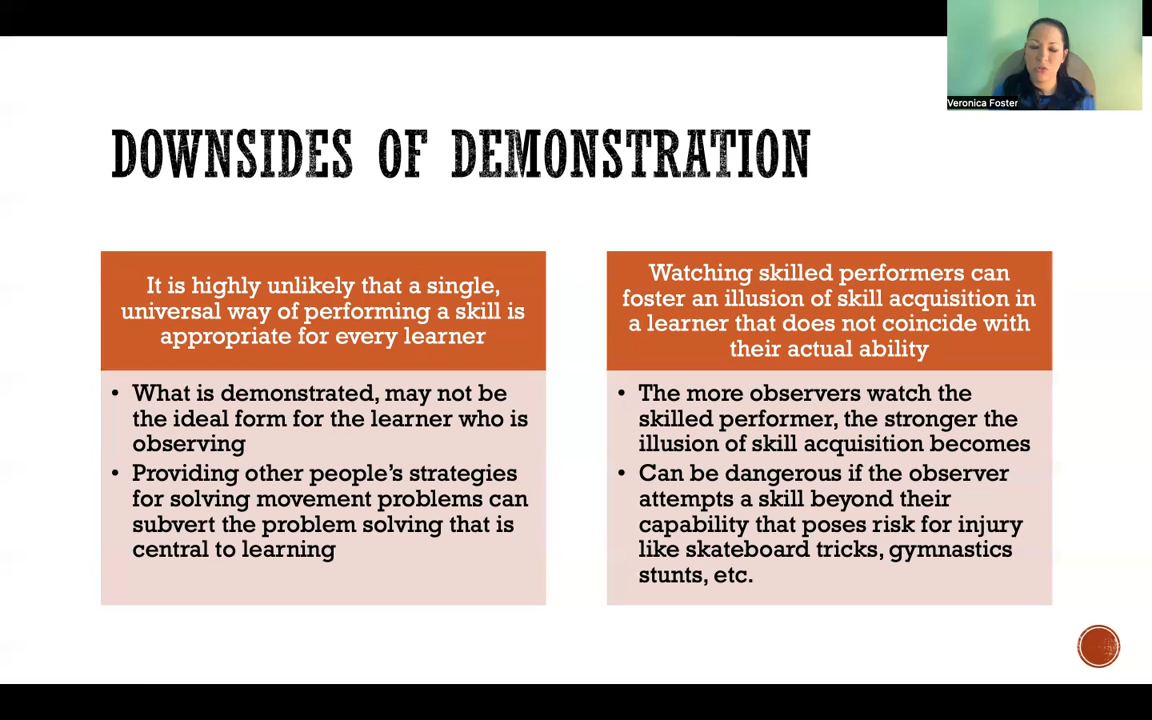 Veronica Foster
DOWNSIDES OF DEMONSTRATION
It is highly unlikely that a single,
universal way of performing a skill is
appropriate for every learner
• What is demonstrated, may not be
the ideal form for the learner who is
observing
• Providing other people's strategies
for solving movement problems can
subvert the problem solving that is
central to learning
Watching skilled performers can
foster an illusion of skill acquisition in
a learner that does not coincide with
their actual ability
• The more observers watch the
skilled performer, the stronger the
illusion of skill acquisition becomes
• Can be dangerous if the observer
attempts a skill beyond their
capability that poses risk for injury
like skateboard tricks, gymnastics
stunts, etc.